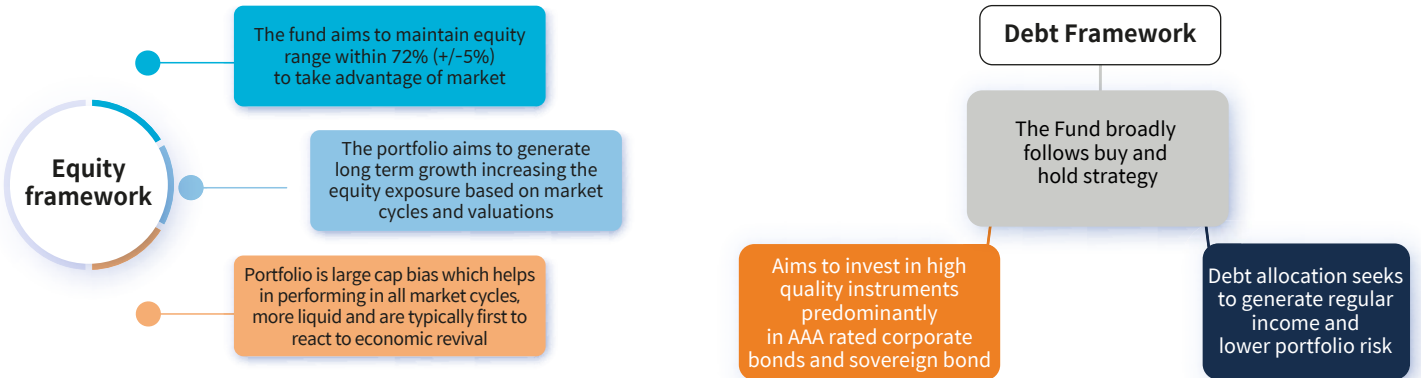 The fund aims to maintain equity
range within 72% (+/-5%)
to take advantage of market
Equity
framework
The portfolio aims to generate
long term growth increasing the
equity exposure based on market
cycles and valuations
Portfolio is large cap bias which helps
in performing in all market cycles,
more liquid and are typically first to
react to economic revival
Debt Framework
The Fund broadly
follows buy and
hold strategy
Aims to invest in high
quality instruments
predominantly
in AAA rated corporate
bonds and sovereign bond
Debt allocation seeks
to generate regular
income and
lower portfolio risk